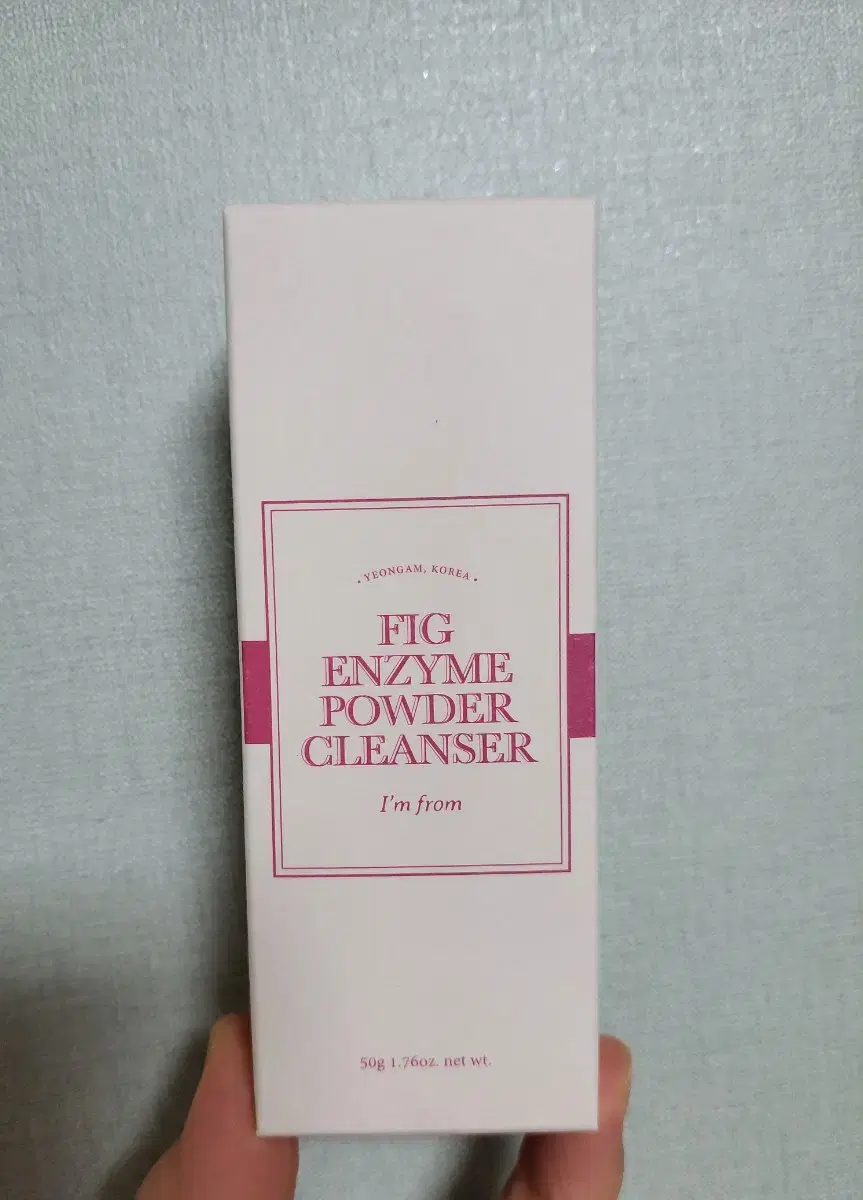 • YEONGAM, KOREA •
FIG
ENZYME
POWDER
CLEANSER
I'm from
50g 1.76oz. net wt.